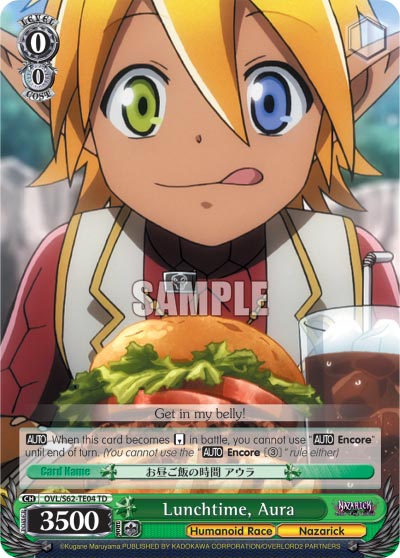 LEVEL
0
0
COST
SAMPLE
Get in my belly!
AUTO When this card becomes in battle, you cannot use "AUTO Encore"
until end of turn. (You cannot use the "AUTO Encore [③]" rule either)
Card Name お昼ご飯の時間 アウラ
CH OVL/S62-TE04 TD
POWER 3500 Lunchtime, Aura NAZARICK
Humanoid Race Nazarick
©Kugane Maruyama,PUBLISHED BY KADOKAWA CORPORATION/OVERLORD2 PARTNERS